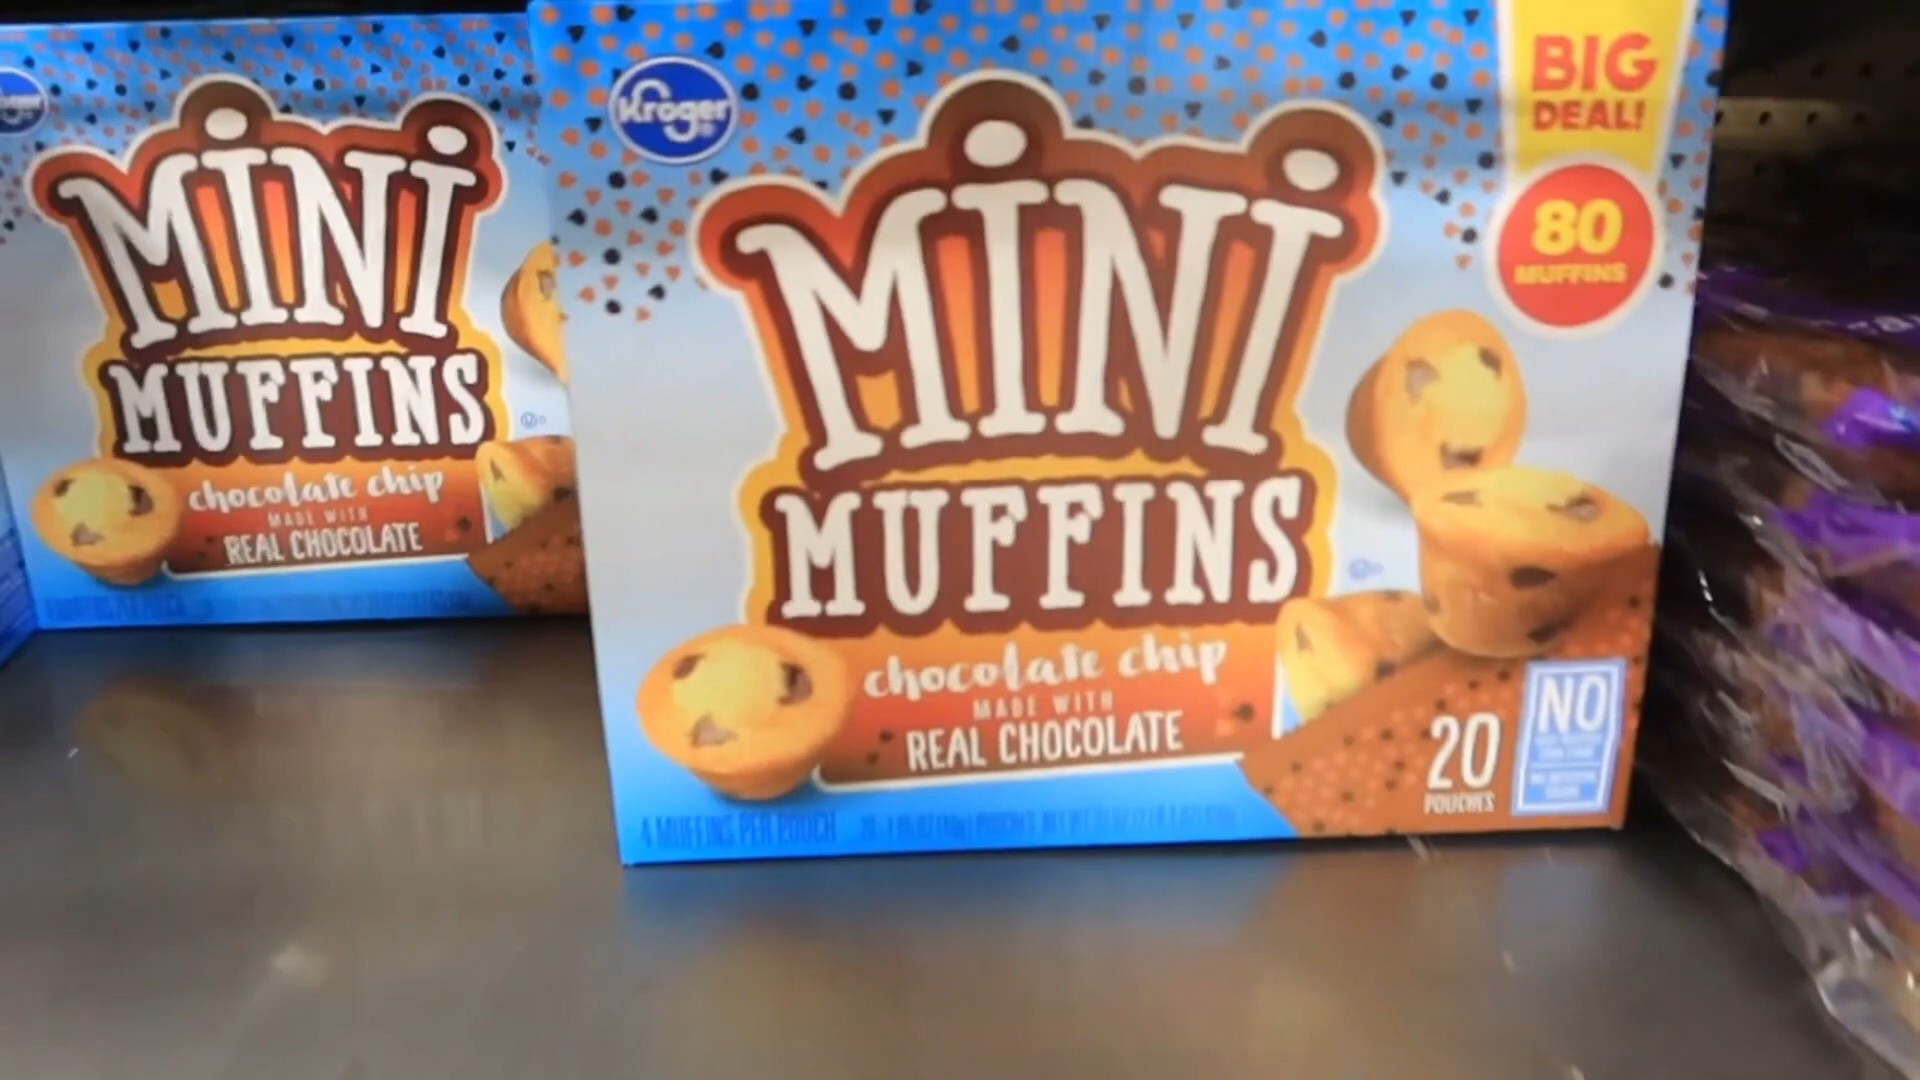 Kroger
MINI
MUFFINS
chocolate chip
MADE WITH
REAL CHOCOLATE
Kroger
MINI
MUFFINS
chocolate chip
MADE WITH
REAL CHOCOLATE
4 MUFFINS PER POUCH
BIG
DEAL!
80
MUFFINS
20
POUCHES
NO